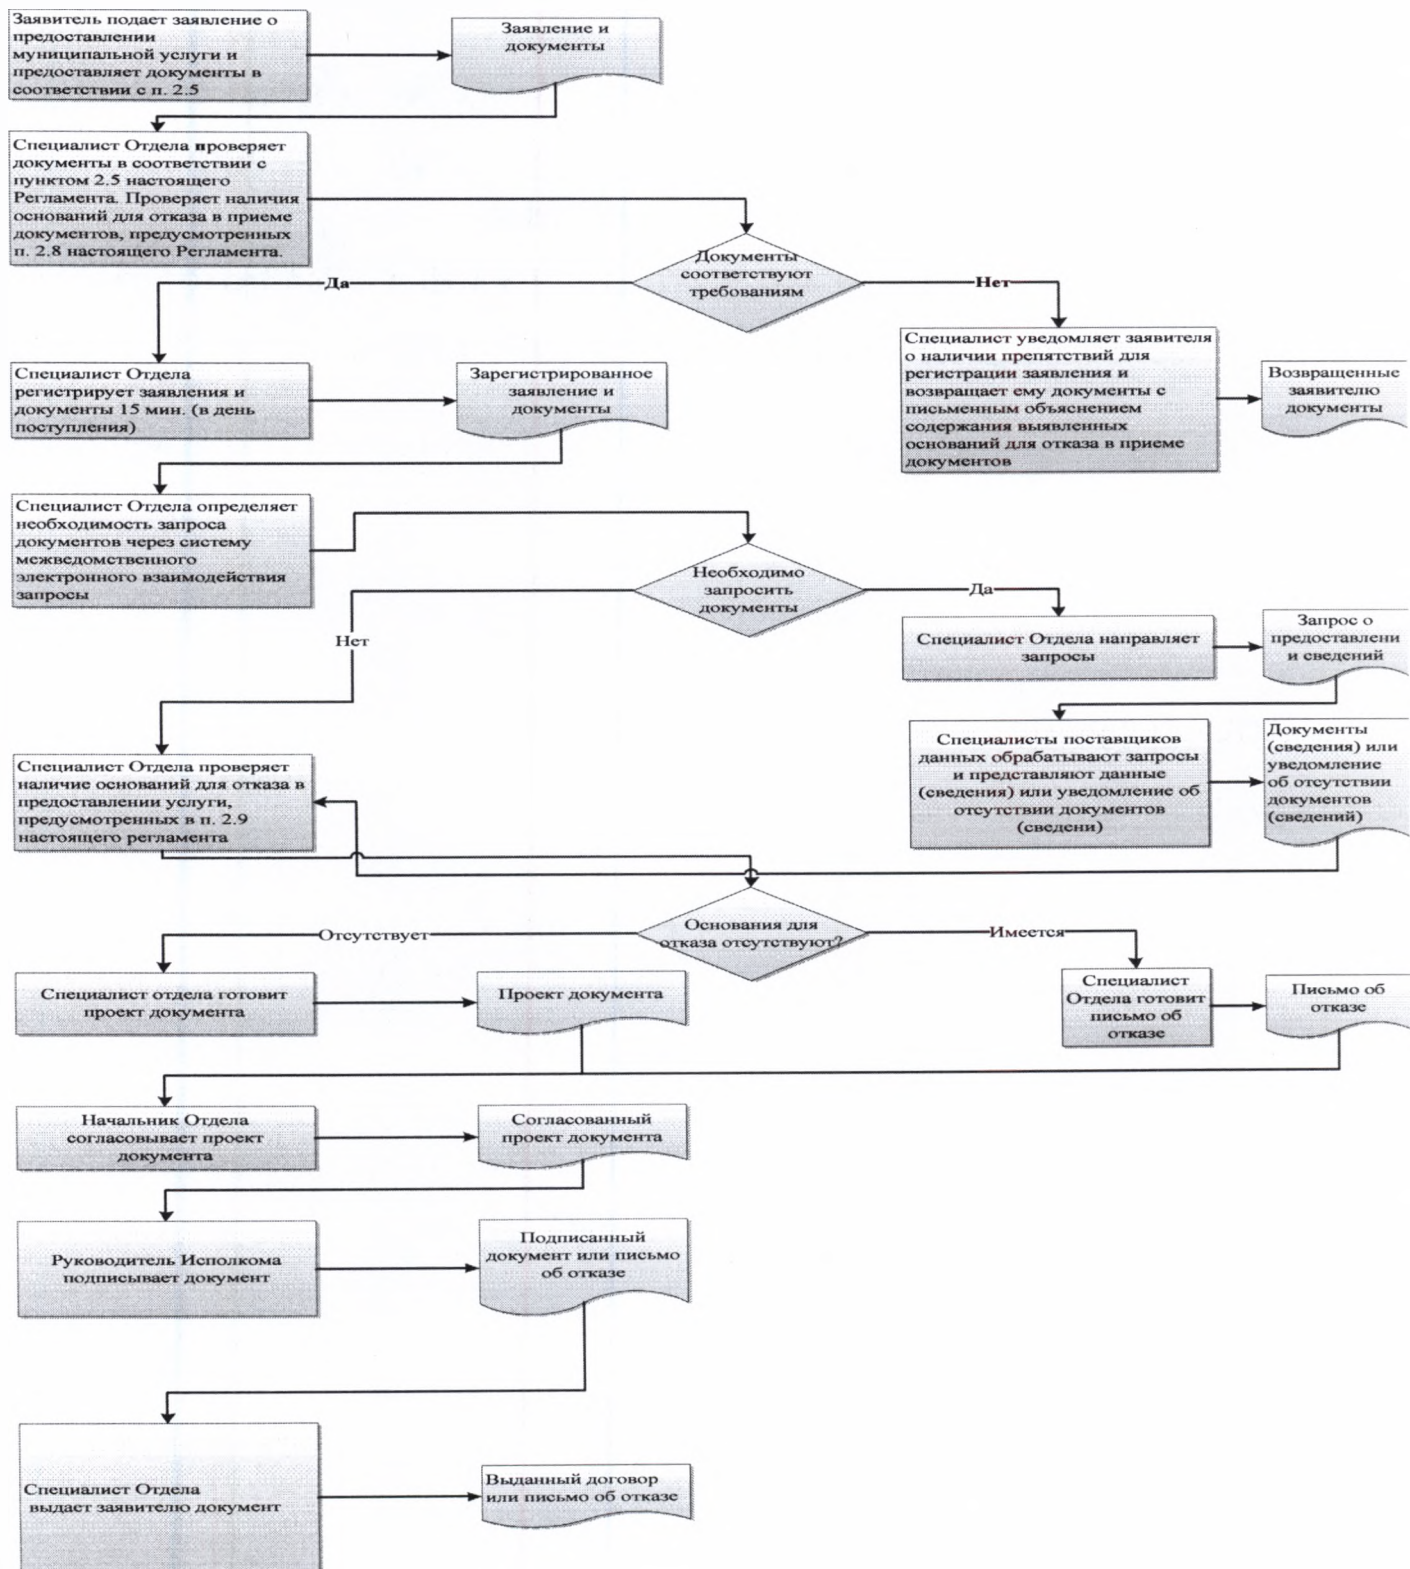 Заявитель подает заявление о
предоставлении
муниципальной услуги и
предоставляет документы в
соответствии с п. 2.5
Заявление и
документы
Специалист Отдела проверяет
документы в соответствии с
пунктом 2.5 настоящего
Регламента. Проверяет наличия
оснований для отказа в приеме
документов, предусмотренных
п. 2.8 настоящего Регламента.
Документы
соответствуют
требованиям
Да
Нет
Специалист Отдела
регистрирует заявления и
документы 15 мин. (в день
поступления)
Зарегистрированное
заявление и
документы
Специалист уведомляет заявителя
о наличии препятствий для
регистрации заявления и
возвращает ему документы с
письменным объяснением
содержания выявленных
оснований для отказа в приеме
документов
Возвращенные
заявителю
документы
Специалист Отдела определяет
необходимость запроса
документов через систему
межведомственного
электронного взаимодействия
запросы
Необходимо
запросить
документы
Да
Нет
Специалист Отдела направляет
запросы
Запрос о
предоставлени
и сведений
Специалисты поставщиков
данных обрабатывают запросы
и представляют данные
(сведения) или уведомление об
отсутствии документов
(сведени)
Документы
(сведения) или
уведомление
об отсутствии
документов
(сведений)
Специалист Отдела проверяет
наличие оснований для отказа в
предоставлении услуги,
предусмотренных в п. 2.9
настоящего регламента
Основания для
отказа отсутствуют?
Отсутствует
Имеется
Специалист отдела готовит
проект документа
Проект документа
Специалист
Отдела готовит
письмо об
отказе
Письмо об
отказе
Начальник Отдела
согласовывает проект
документа
Согласованный
проект документа
Руководитель Исполкома
подписывает документ
Подписанный
документ или письмо
об отказе
Специалист Отдела
выдает заявителю документ
Выданный договор
или письмо об отказе